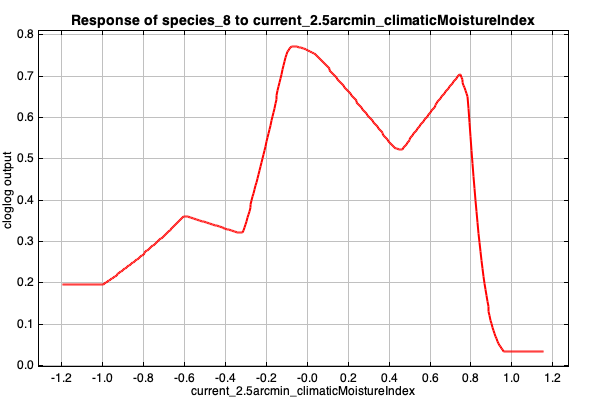 Response of species_8 to current_2.5arcmin_climaticMoistureIndex
0.8
0.7
0.6
0.5
0.4
0.3
0.2
0.1
0.0
cloglog output
-1.2 -1.0 -0.8 -0.6 -0.4 -0.2 -0.0 0.2 0.4 0.6 0.8 1.0 1.2
current_2.5arcmin_climaticMoistureIndex